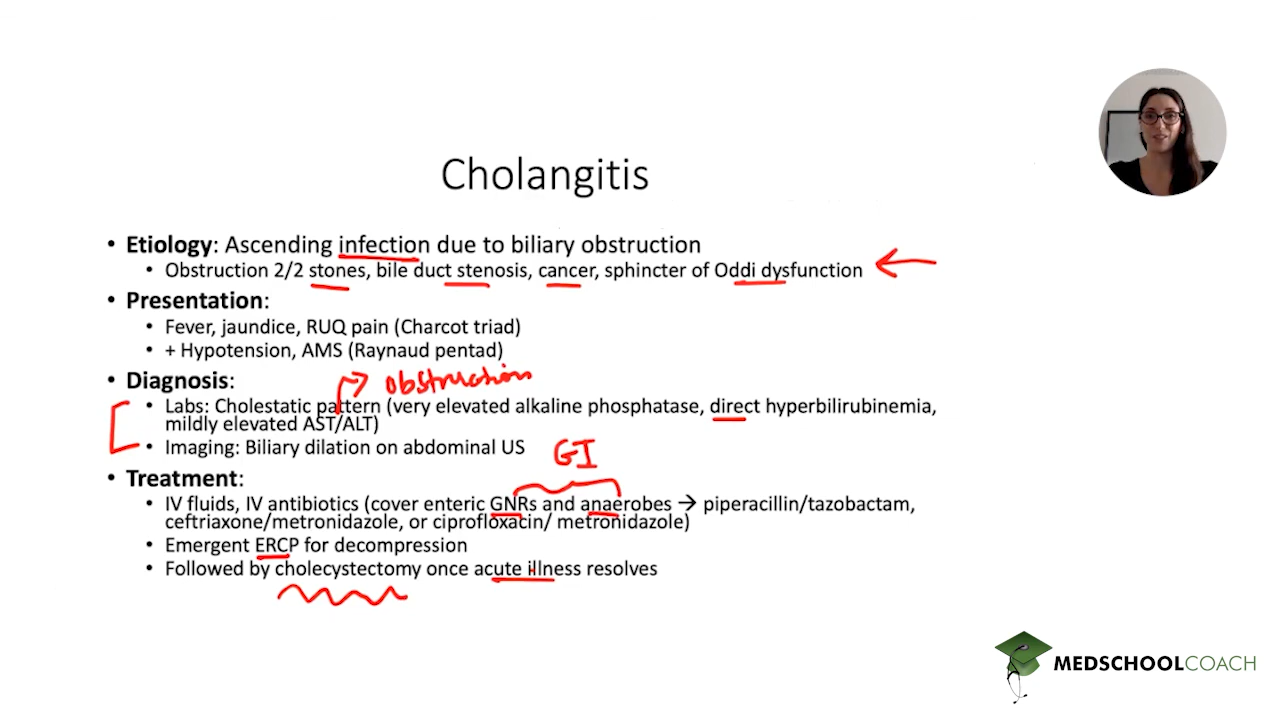 Cholangitis
• Etiology: Ascending infection due to biliary obstruction
• Obstruction 2/2 stones, bile duct stenosis, cancer, sphincter of Oddi dysfunction
• Presentation:
• Fever, jaundice, RUQ pain (Charcot triad)
• + Hypotension, AMS (Raynaud pentad)
• Diagnosis:
obstruction
• Labs: Cholestatic pattern (very elevated alkaline phosphatase, direct hyperbilirubinemia,
mildly elevated AST/ALT)
• Imaging: Biliary dilation on abdominal US
GI
• Treatment:
• IV fluids, IV antibiotics (cover enteric GNRs and anaerobes → piperacillin/tazobactam,
ceftriaxone/metronidazole, or ciprofloxacin/ metronidazole)
• Emergent ERCP for decompression
• Followed by cholecystectomy once acute illness resolves
MEDSCHOOLCOACH